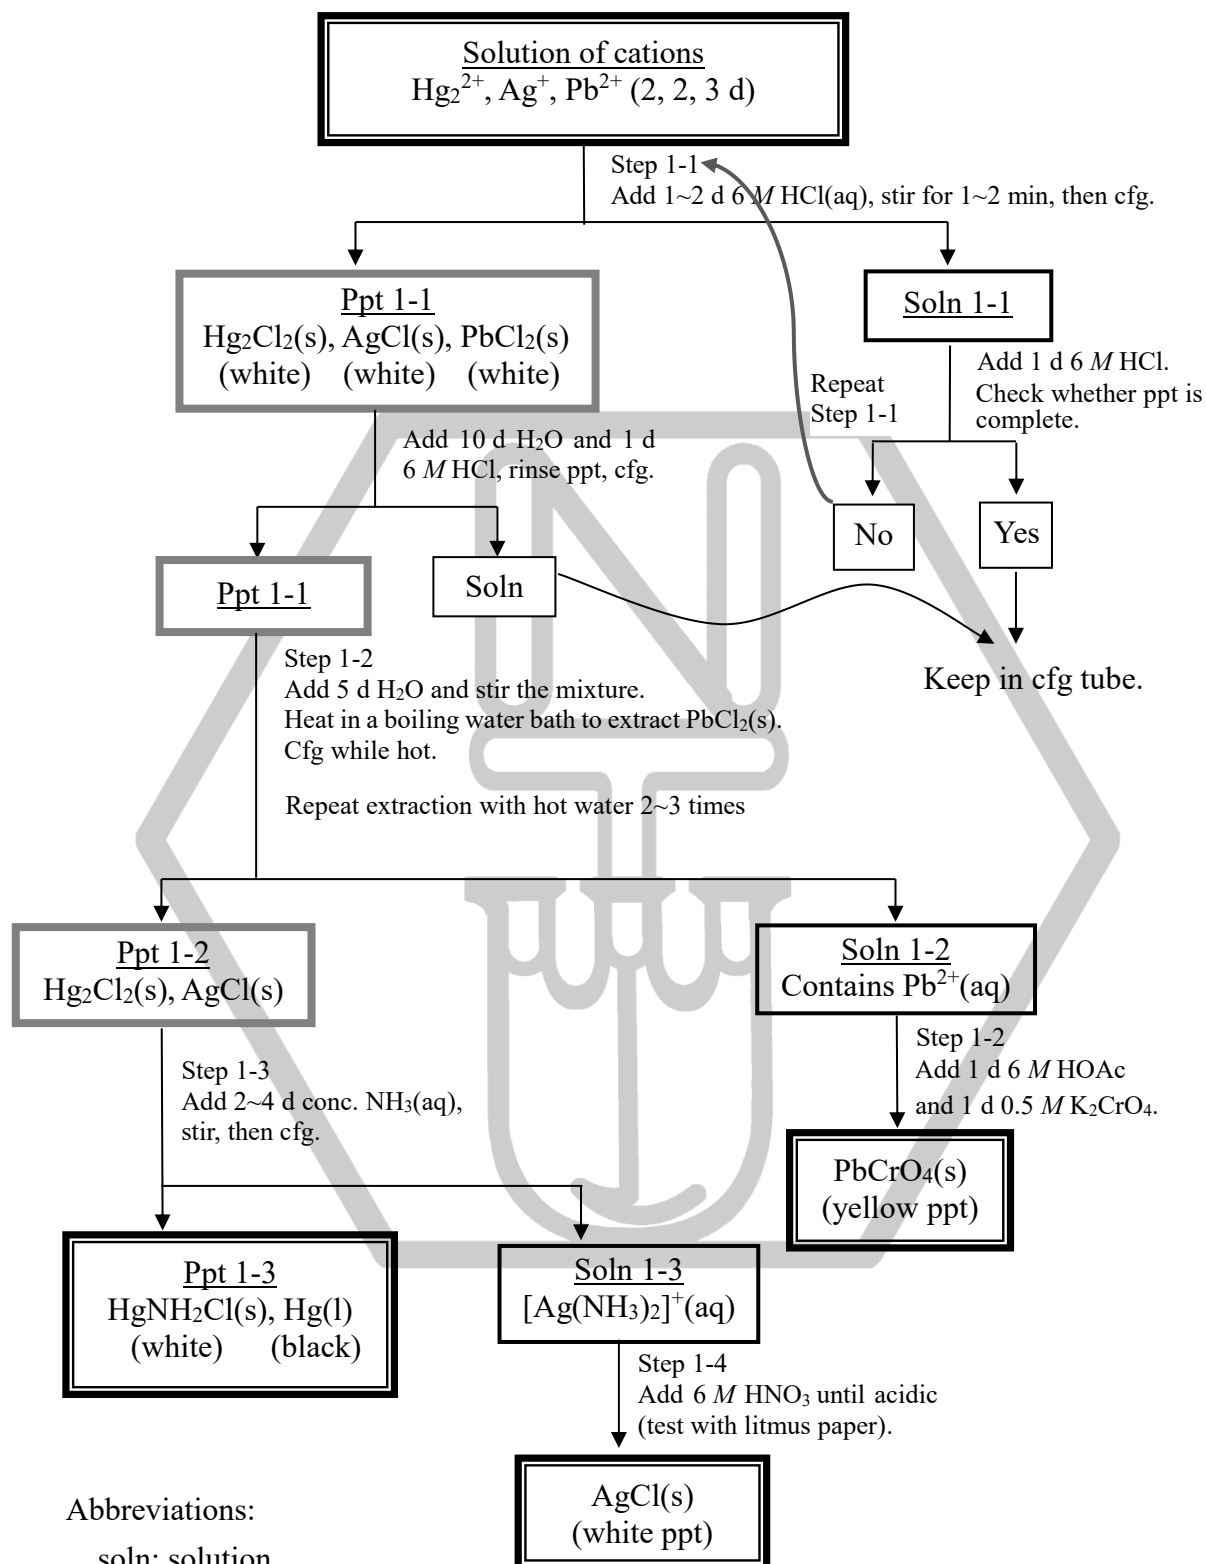 Solution of cations
Hg₂²⁺, Ag⁺, Pb²⁺ (2, 2, 3 d)
Step 1-1
Add 1~2 d 6 M HCl(aq), stir for 1~2 min, then cfg.
Ppt 1-1
Hg₂Cl₂(s), AgCl(s), PbCl₂(s)
(white) (white) (white)
Soln 1-1
Add 1 d 6 M HCl.
Check whether ppt is
complete.
Repeat
Step 1-1
Add 10 d H₂O and 1 d
6 M HCl, rinse ppt, cfg.
No
Yes
Ppt 1-1
Soln
Keep in cfg tube.
Step 1-2
Add 5 d H₂O and stir the mixture.
Heat in a boiling water bath to extract PbCl₂(s).
Cfg while hot.
Repeat extraction with hot water 2~3 times
Ppt 1-2
Hg₂Cl₂(s), AgCl(s)
Soln 1-2
Contains Pb²⁺(aq)
Step 1-3
Add 2~4 d conc. NH₃(aq),
stir, then cfg.
Step 1-2
Add 1 d 6 M HOAc
and 1 d 0.5 M K₂CrO₄.
PbCrO₄(s)
(yellow ppt)
Ppt 1-3
HgNH₂Cl(s), Hg(l)
(white) (black)
Soln 1-3
[Ag(NH₃)₂]⁺(aq)
Step 1-4
Add 6 M HNO₃ until acidic
(test with litmus paper).
AgCl(s)
(white ppt)
Abbreviations:
soln: solution